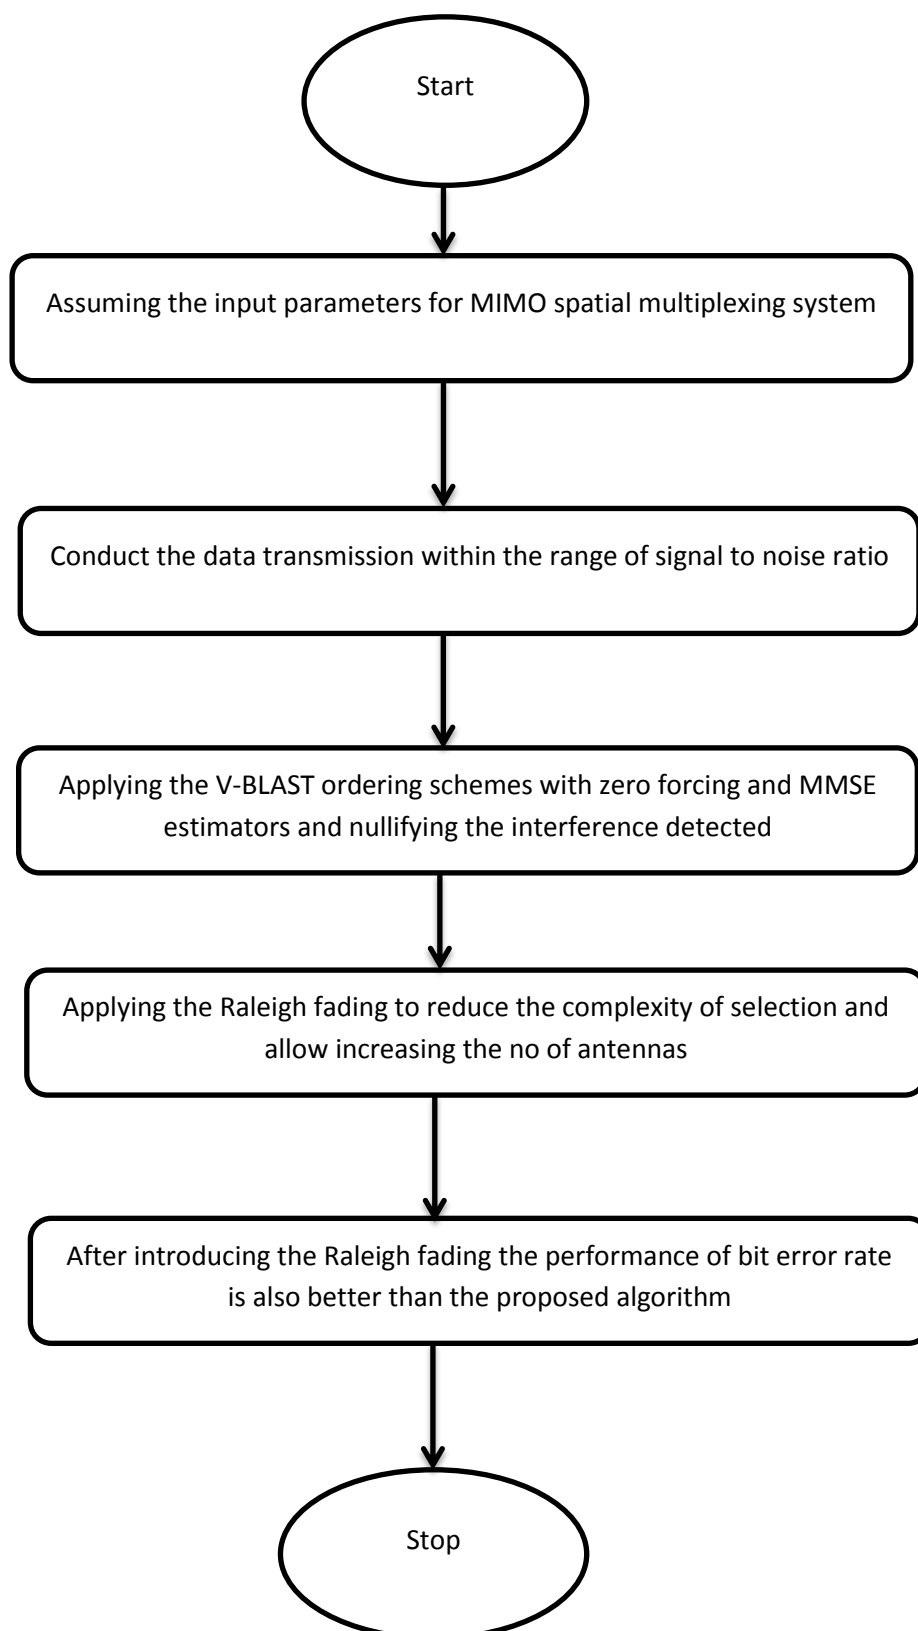 Start
Assuming the input parameters for MIMO spatial multiplexing system
Conduct the data transmission within the range of signal to noise ratio
Applying the V-BLAST ordering schemes with zero forcing and MMSE
estimators and nullifying the interference detected
Applying the Raleigh fading to reduce the complexity of selection and
allow increasing the no of antennas
After introducing the Raleigh fading the performance of bit error rate
is also better than the proposed algorithm
Stop